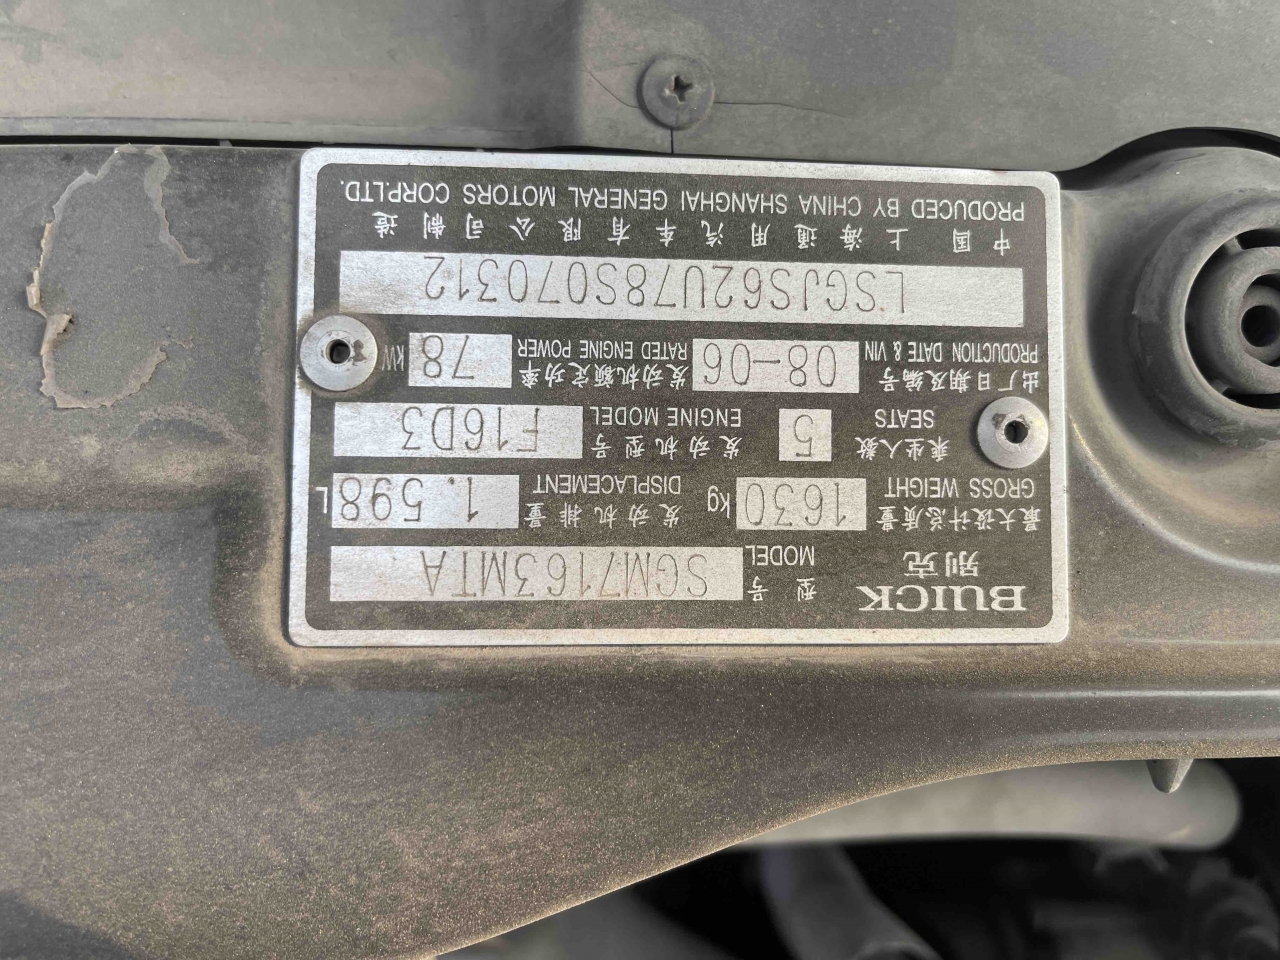 BUICK
别克
型号
MODEL
SGM7163MTA
最大设计总质量
GROSS WEIGHT
1630 kg
发动机排量
DISPLACEMENT
1.598 L
乘坐人数
SEATS
5
发动机型号
ENGINE MODEL
F16D3
出厂日期及编号
PRODUCTION DATE & VIN
08-06
发动机额定功率
RATED ENGINE POWER
78 kW
LSGJS62U78S070312
中国 上海通用汽车有限公司制造
PRODUCED BY CHINA SHANGHAI GENERAL MOTORS CORP.LTD.